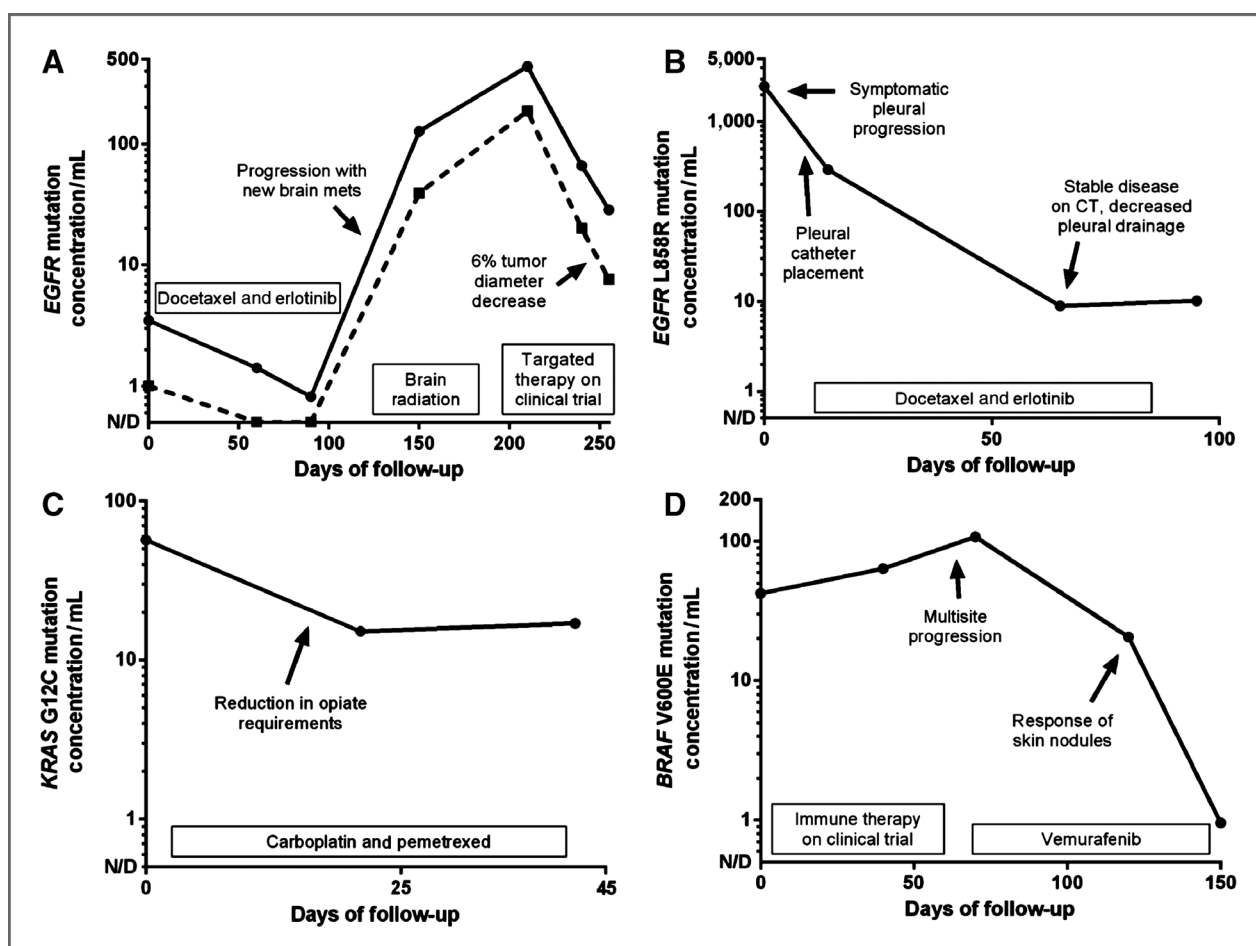 A
EGFR mutation
concentration/mL
500
100
10
1
N/D
Progression with
new brain mets
Docetaxel and erlotinib
6% tumor
diameter
decrease
Brain
radiation
Targated
therapy on
clinical trial
0 50 100 150 200 250
Days of follow-up
B
EGFR L858R mutation
concentration/mL
5,000
1,000
100
10
1
N/D
Symptomatic
pleural
progression
Pleural
catheter
placement
Stable disease
on CT, decreased
pleural drainage
Docetaxel and erlotinib
0 50 100
Days of follow-up
C
KRAS G12C mutation
concentration/mL
100
10
1
N/D
Reduction in opiate
requirements
Carboplatin and pemetrexed
0 25 45
Days of follow-up
D
BRAF V600E mutation
concentration/mL
200
100
10
1
N/D
Multisite
progression
Response of
skin nodules
Immune therapy
on clinical trial
Vemurafenib
0 50 100 150
Days of follow-up